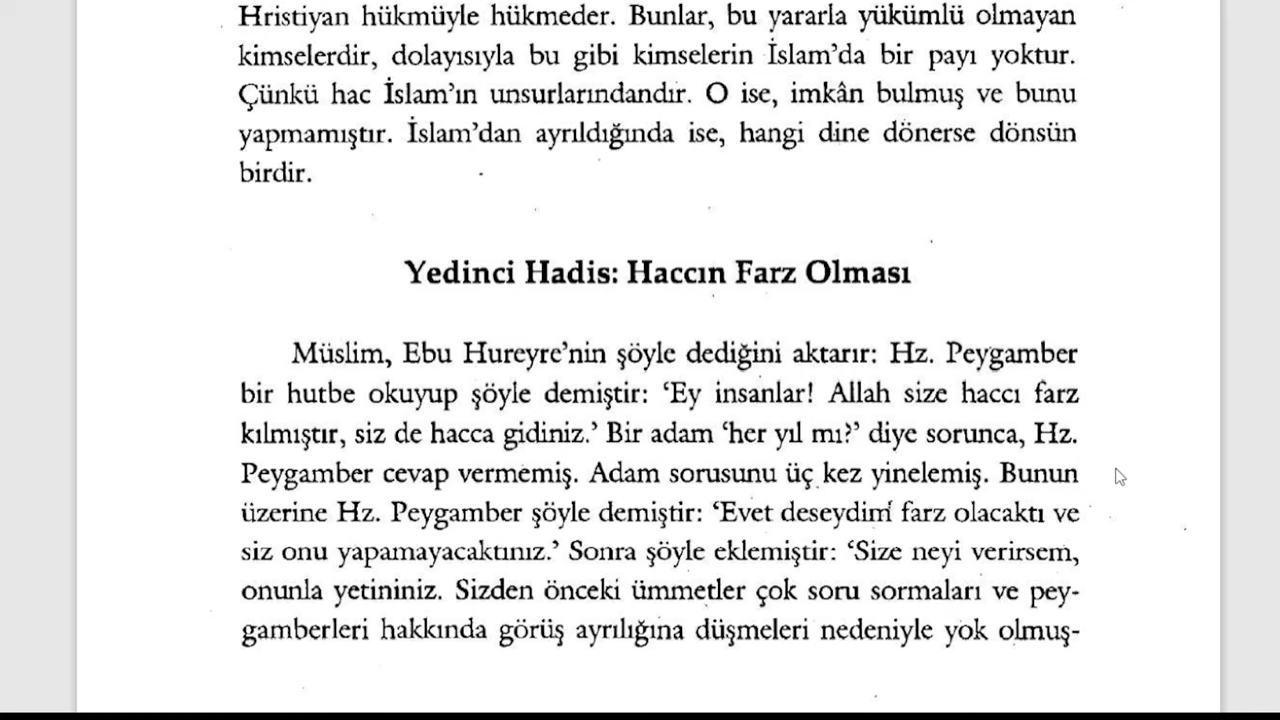 Hristiyan hükmüyle hükmeder. Bunlar, bu yararla yükümlü olmayan
kimselerdir, dolayısıyla bu gibi kimselerin İslam'da bir payı yoktur.
Çünkü hac İslam'ın unsurlarındandır. O ise, imkân bulmuş ve bunu
yapmamıştır. İslam'dan ayrıldığında ise, hangi dine dönerse dönsün
birdir.
Yedinci Hadis: Haccın Farz Olması
Müslim, Ebu Hureyre'nin şöyle dediğini aktarır: Hz. Peygamber
bir hutbe okuyup şöyle demiştir: 'Ey insanlar! Allah size haccı farz
kılmıştır, siz de hacca gidiniz.' Bir adam 'her yıl mı?' diye sorunca, Hz.
Peygamber cevap vermemiş. Adam sorusunu üç kez yinelemiş. Bunun
üzerine Hz. Peygamber şöyle demiştir: 'Evet deseydim farz olacaktı ve
siz onu yapamayacaktınız.' Sonra şöyle eklemiştir: 'Size neyi verirsem,
onunla yetininiz. Sizden önceki ümmetler çok soru sormaları ve pey-
gamberleri hakkında görüş ayrılığına düşmeleri nedeniyle yok olmuş-